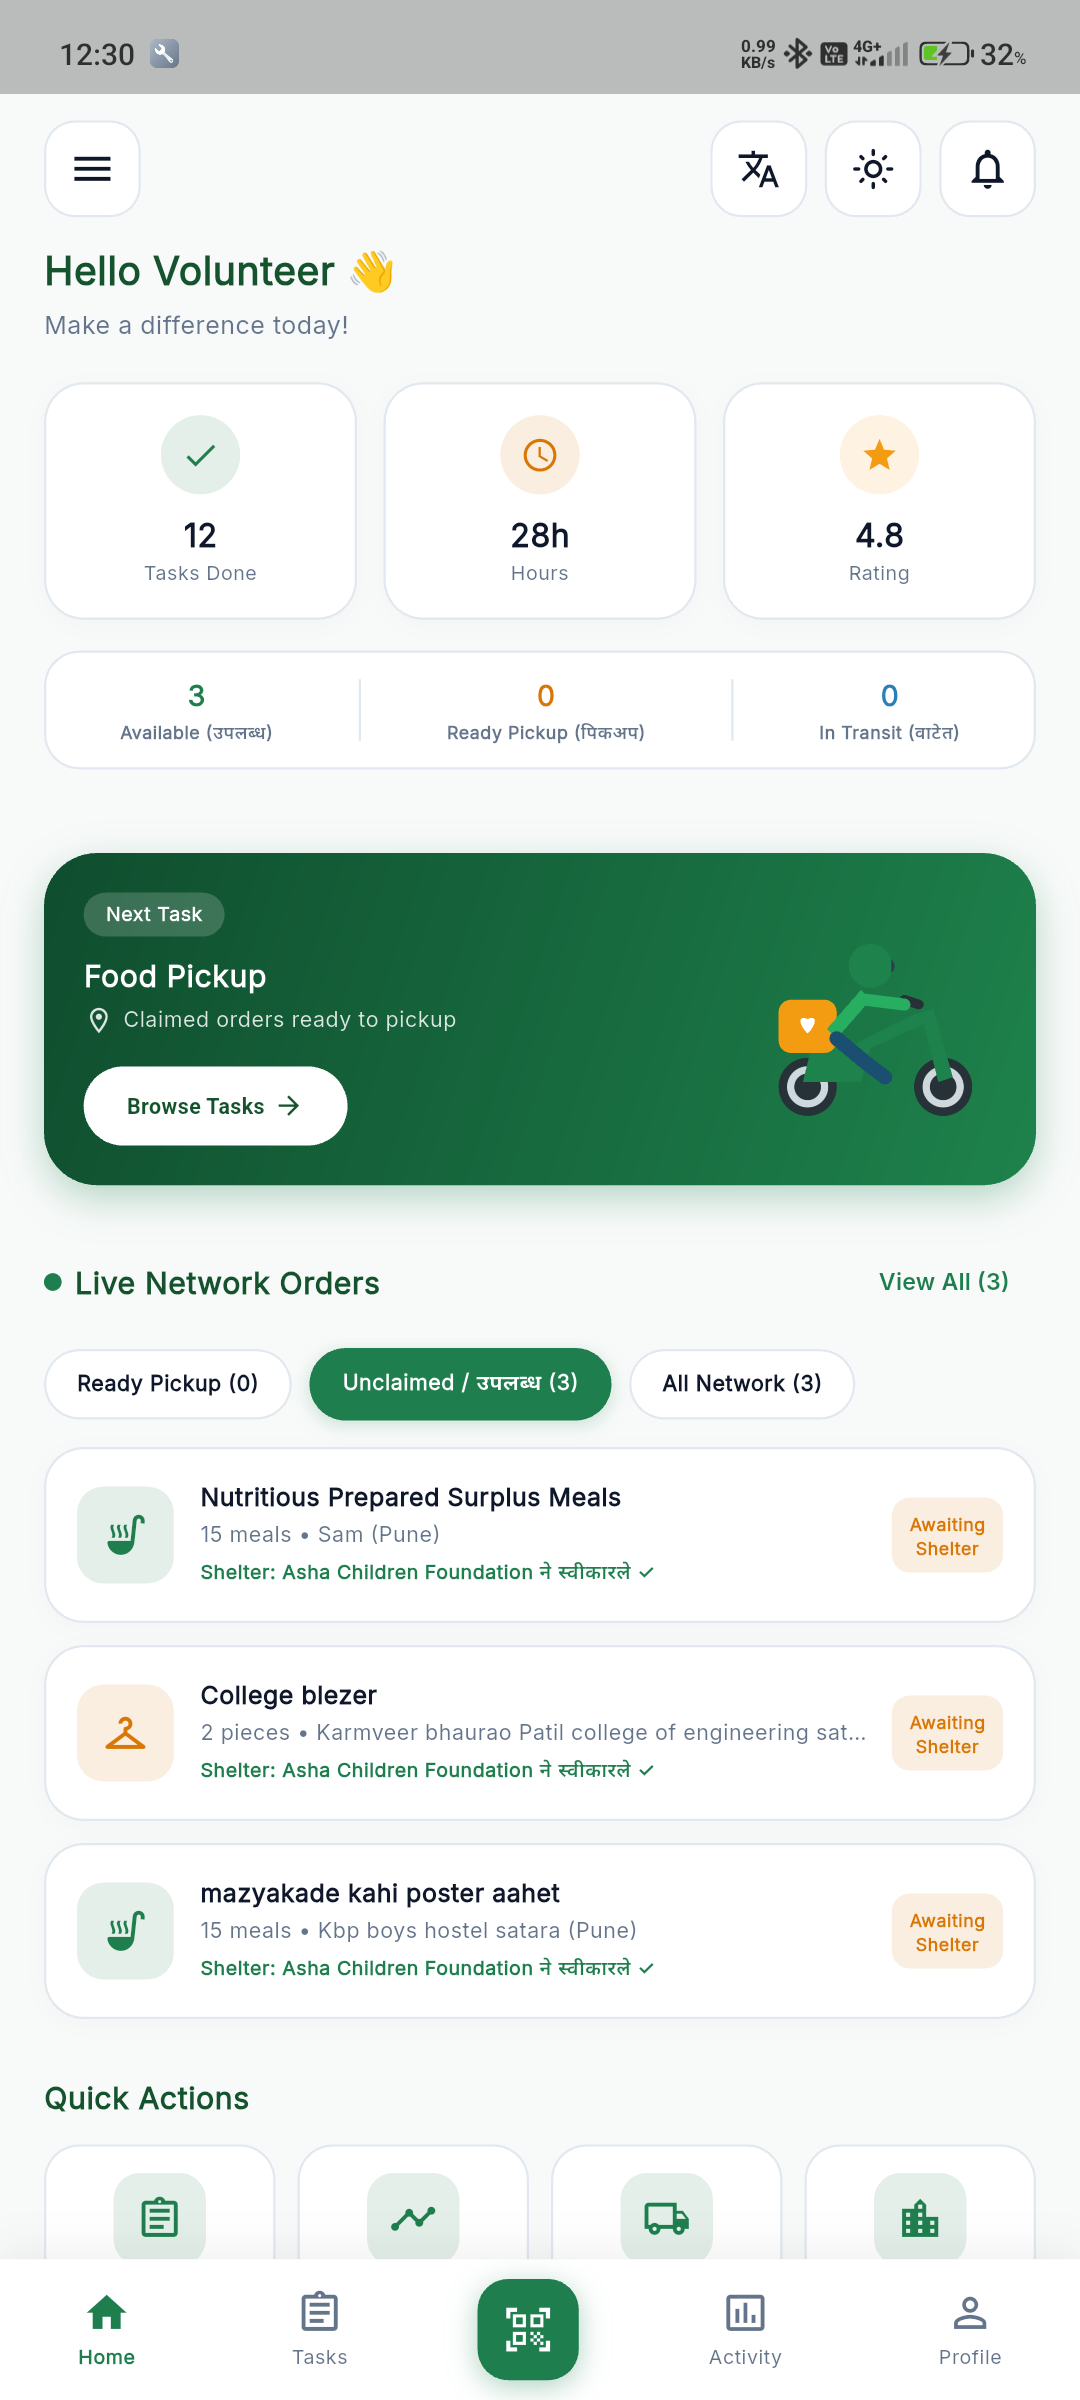 12:30
0.99
KB/s
Vo
LTE
4G+
32%
Hello Volunteer 👋
Make a difference today!
12
Tasks Done
28h
Hours
4.8
Rating
3
Available (उपलब्ध)
0
Ready Pickup (पिकअप)
0
In Transit (वाटेत)
Next Task
Food Pickup
Claimed orders ready to pickup
Browse Tasks →
Live Network Orders
View All (3)
Ready Pickup (0)
Unclaimed / उपलब्ध (3)
All Network (3)
Nutritious Prepared Surplus Meals
15 meals • Sam (Pune)
Shelter: Asha Children Foundation ने स्वीकारले ✓
Awaiting
Shelter
College blezer
2 pieces • Karmveer bhaurao Patil college of engineering sat...
Shelter: Asha Children Foundation ने स्वीकारले ✓
Awaiting
Shelter
mazyakade kahi poster aahet
15 meals • Kbp boys hostel satara (Pune)
Shelter: Asha Children Foundation ने स्वीकारले ✓
Awaiting
Shelter
Quick Actions
Home
Tasks
Activity
Profile